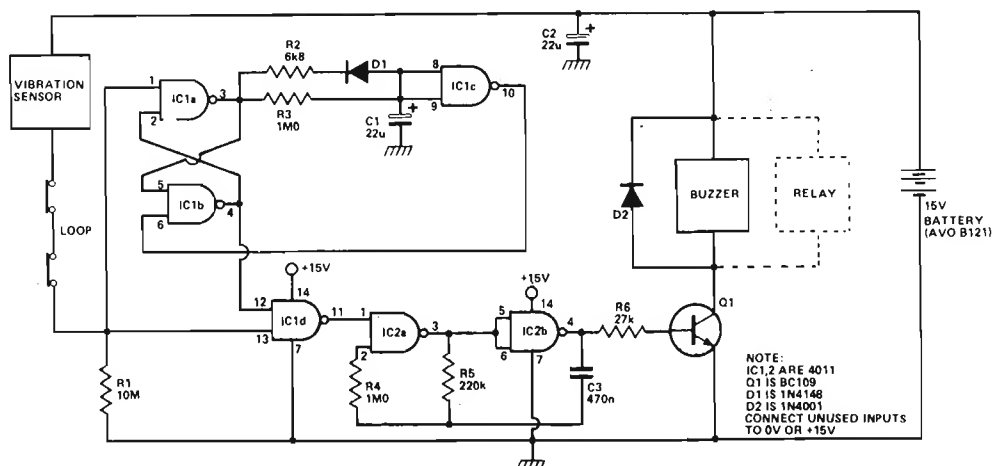 C2
22u
+
R2
6k8
D1
VIBRATION
SENSOR
1
IC1a
3
2
R3
1M0
8
IC1c
10
9
+
C1
22u
5
IC1b
4
6
LOOP
D2
BUZZER
RELAY
15V
BATTERY
(AVO B121)
+15V
14
12
IC1d
11
13
7
1
IC2a
3
2
+15V
14
5
IC2b
4
6
7
R6
27k
Q1
R1
10M
R4
1M0
R5
220k
C3
470n
NOTE:
IC1,2 ARE 4011
Q1 IS BC109
D1 IS 1N4148
D2 IS 1N4001
CONNECT UNUSED INPUTS
TO 0V OR +15V